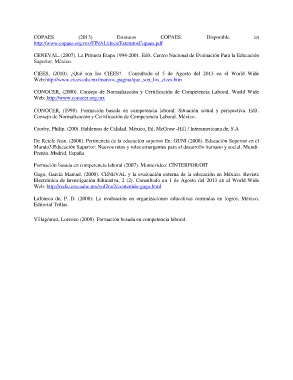 COPAES (2013) Estatutos COPAES. Disponible en
http://www.copaes.org.mx/FINAL/docs/EstatutosCopaes.pdf
CENEVAL, (2007). La Primera Etapa 1994-2001. Edit. Centro Nacional de Evaluación Para la Educación
Superior. México.
CIEES, (2010). ¿Qué son los CIEES?. Consultado el 5 de Agosto del 2013 en el World Wide
Web:http://www.ciees.edu.mx/
CONOCER, (2000). Consejo de Normalización y Certificación de Competencia Laboral. World Wide
Web: http://www.conocer.org.mx
CONOCER, (1998). Formación basada en competencia laboral. Situación actual y perspectiva. Edit.
Consejo de Normalización y Certificación de Competencia Laboral. México.
Crosby, Philip. (200). Hablemos de Calidad. México, Ed. McGraw -Hill / Interamericana de. S.A
De Ketele Jean. (2008). Pertinencia de la educación superior En: GUNI (2008). Educación Superior en el
Mundo3.Educación Superior: Nuevos retos y roles emergentes para el desarrollo humano y social. Mundi-
Prensa. Madrid, España
Formación basada en competencia laboral (2007); Montevideo: CINTERFOR/OIT
Gago, García Manuel. (2000). CENEVAL y la evaluación externa de la educación en México. Revista
Electrónica de Investigación Educativa, 2 (2). Consultado en 1 de Agosto del 2013 en el World Wide
Web: http://redie.ens.uabc.mx/vol2no2/contenido-gago.html
Lafoncu de, P. D. (2008). La evaluación en organizaciones educativas centradas en logros, México,
Editorial Trillas.
Villagómez, Lorenzo (2008). Formación basada en competencia laboral.